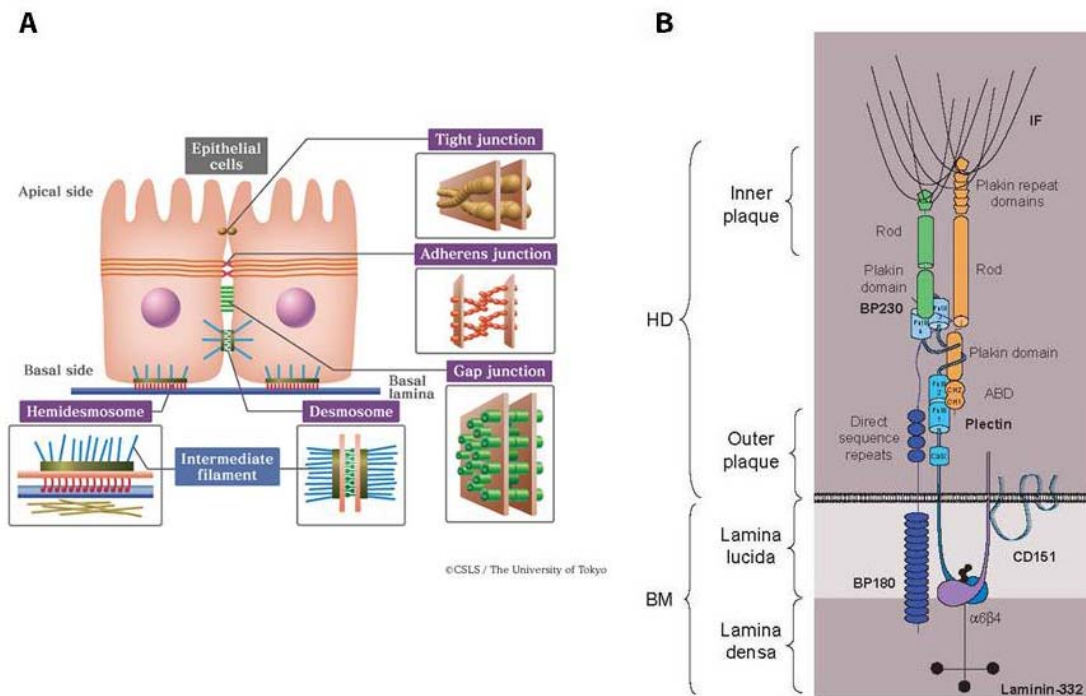 A
Epithelial
cells
Apical side
Basal side
Basal
lamina
Tight junction
Adherens junction
Gap junction
Hemidesmosome
Desmosome
Intermediate
filament
©CSLS / The University of Tokyo
B
HD
BM
Inner
plaque
Outer
plaque
Lamina
lucida
Lamina
densa
IF
Plakin repeat
domains
Rod
Rod
Plakin
domain
BP230
Plakin domain
ABD
CH2
CH1
Plectin
Direct
sequence
repeats
CD151
BP180
α6β4
Laminin-332